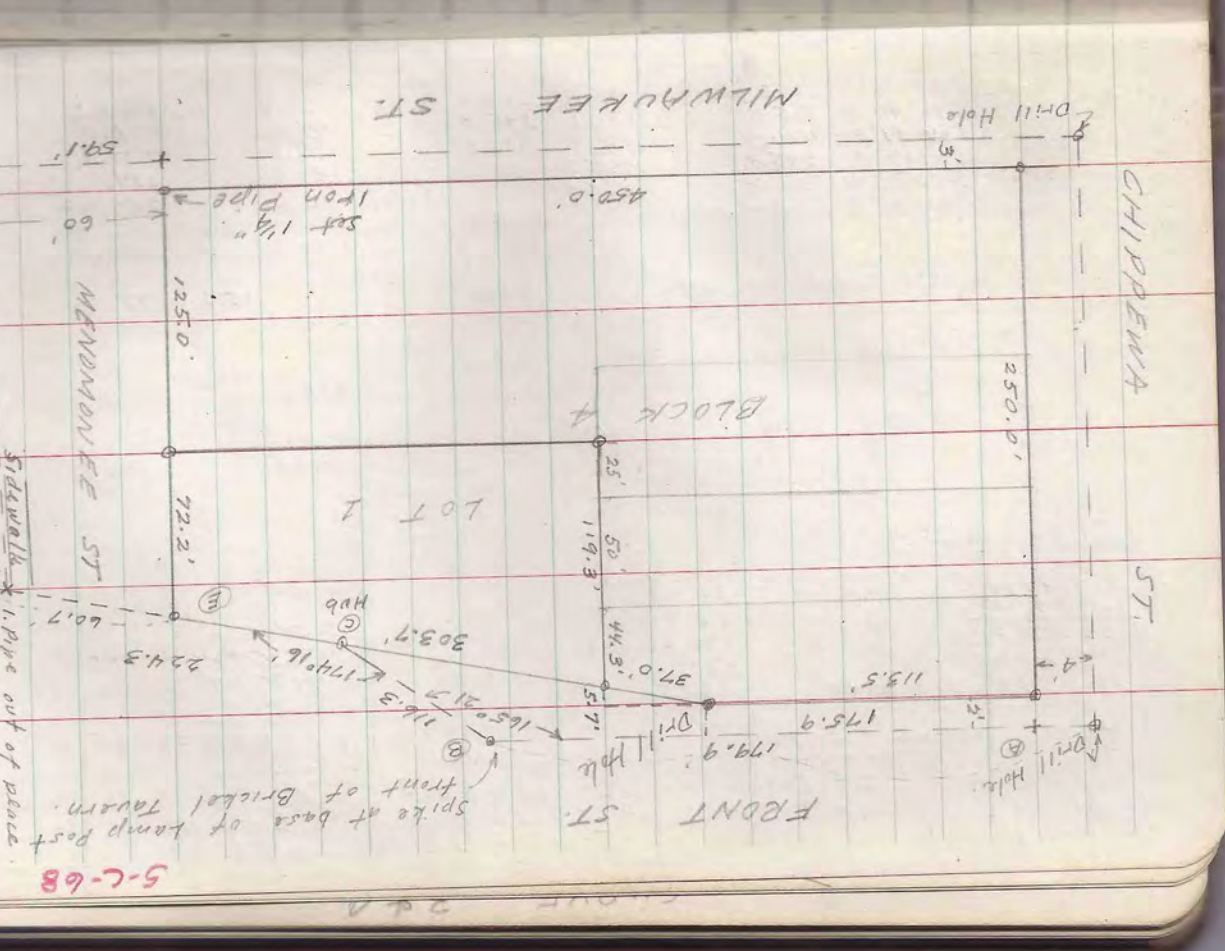 5-C-68
Spike at base of Lamp Post
front of Brickel Tavern.
FRONT ST.
Drill Hole
A
Drill Hole
B
Drill Hole
179.9
175.9
2'
4'
113.5'
37.0'
5.7'
165° 21'
116.3
174° 16'
224.3
303.7'
C
Hub
E
60.7'
Sidewalk
1. Pipe out of place.
44.3'
50'
25'
119.3'
72.2'
LOT 1
BLOCK 4
MENOMONEE ST
125.0'
250.0'
CHIPPEWA ST.
Set 1¼"
Iron Pipe
450.0'
60'
59.1'
3'
Drill Hole
MILWAUKEE ST.